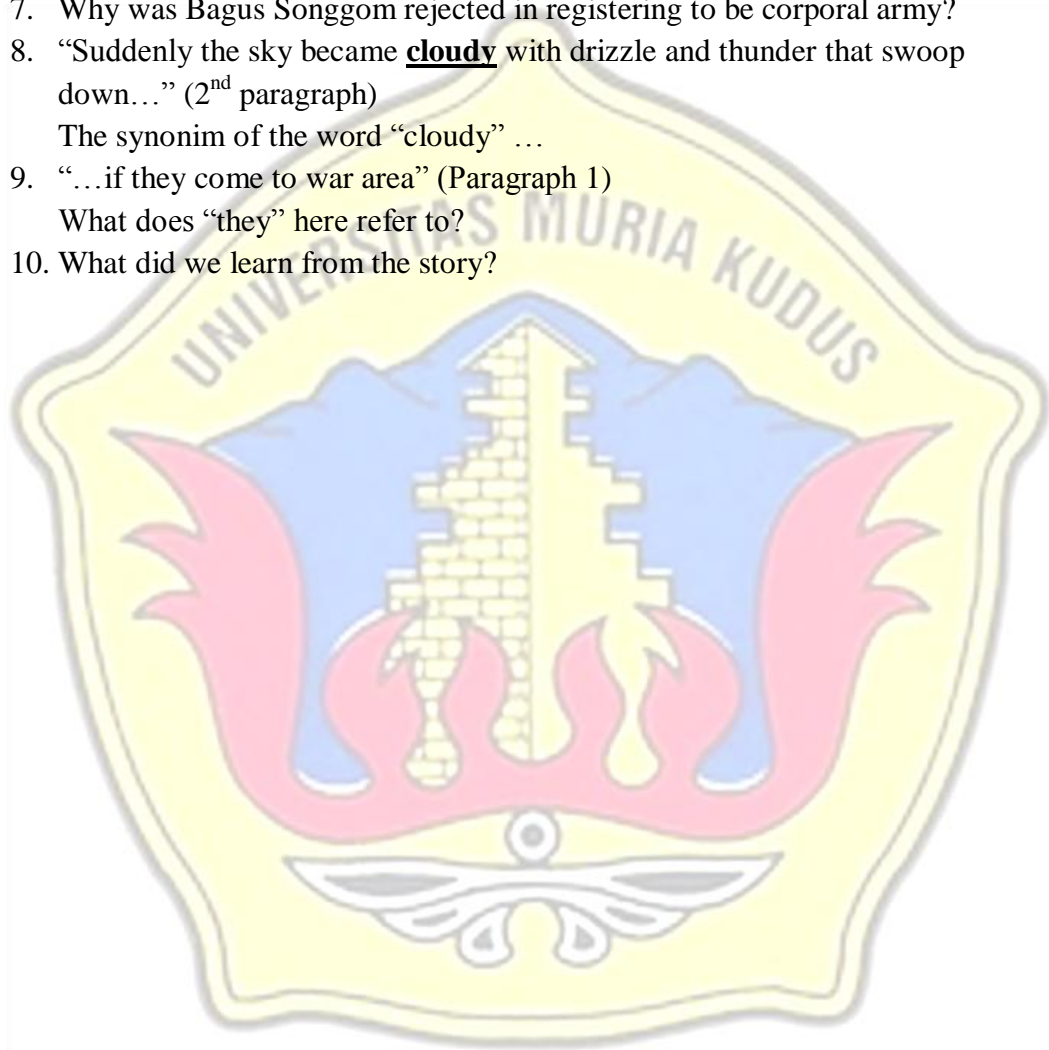 7. Why was Bagus Songgom rejected in registering to be corporal army?
8. “Suddenly the sky became cloudy with drizzle and thunder that swoop
down…” (2nd paragraph)
The synonim of the word “cloudy” …
9. “…if they come to war area” (Paragraph 1)
What does “they” here refer to?
10. What did we learn from the story?
UNIVERSITAS MURIA KUDUS